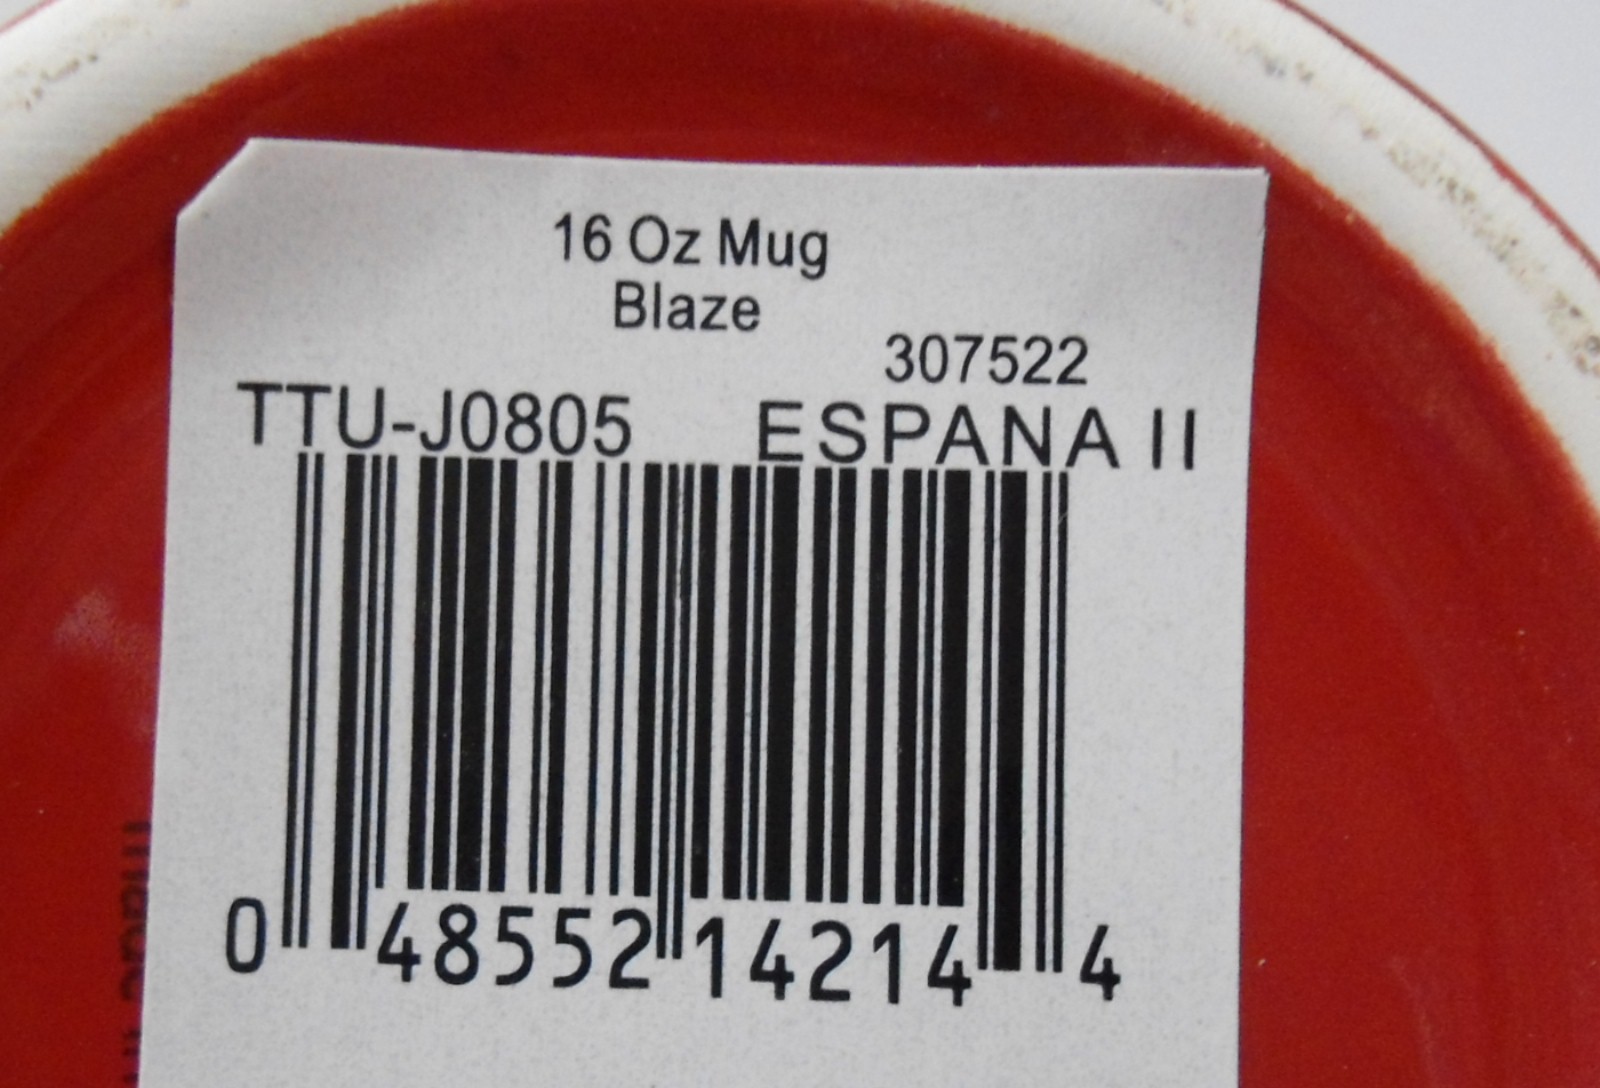 16 Oz Mug
Blaze
307522
TTU-J0805 ESPANA II
0 48552 14214 4